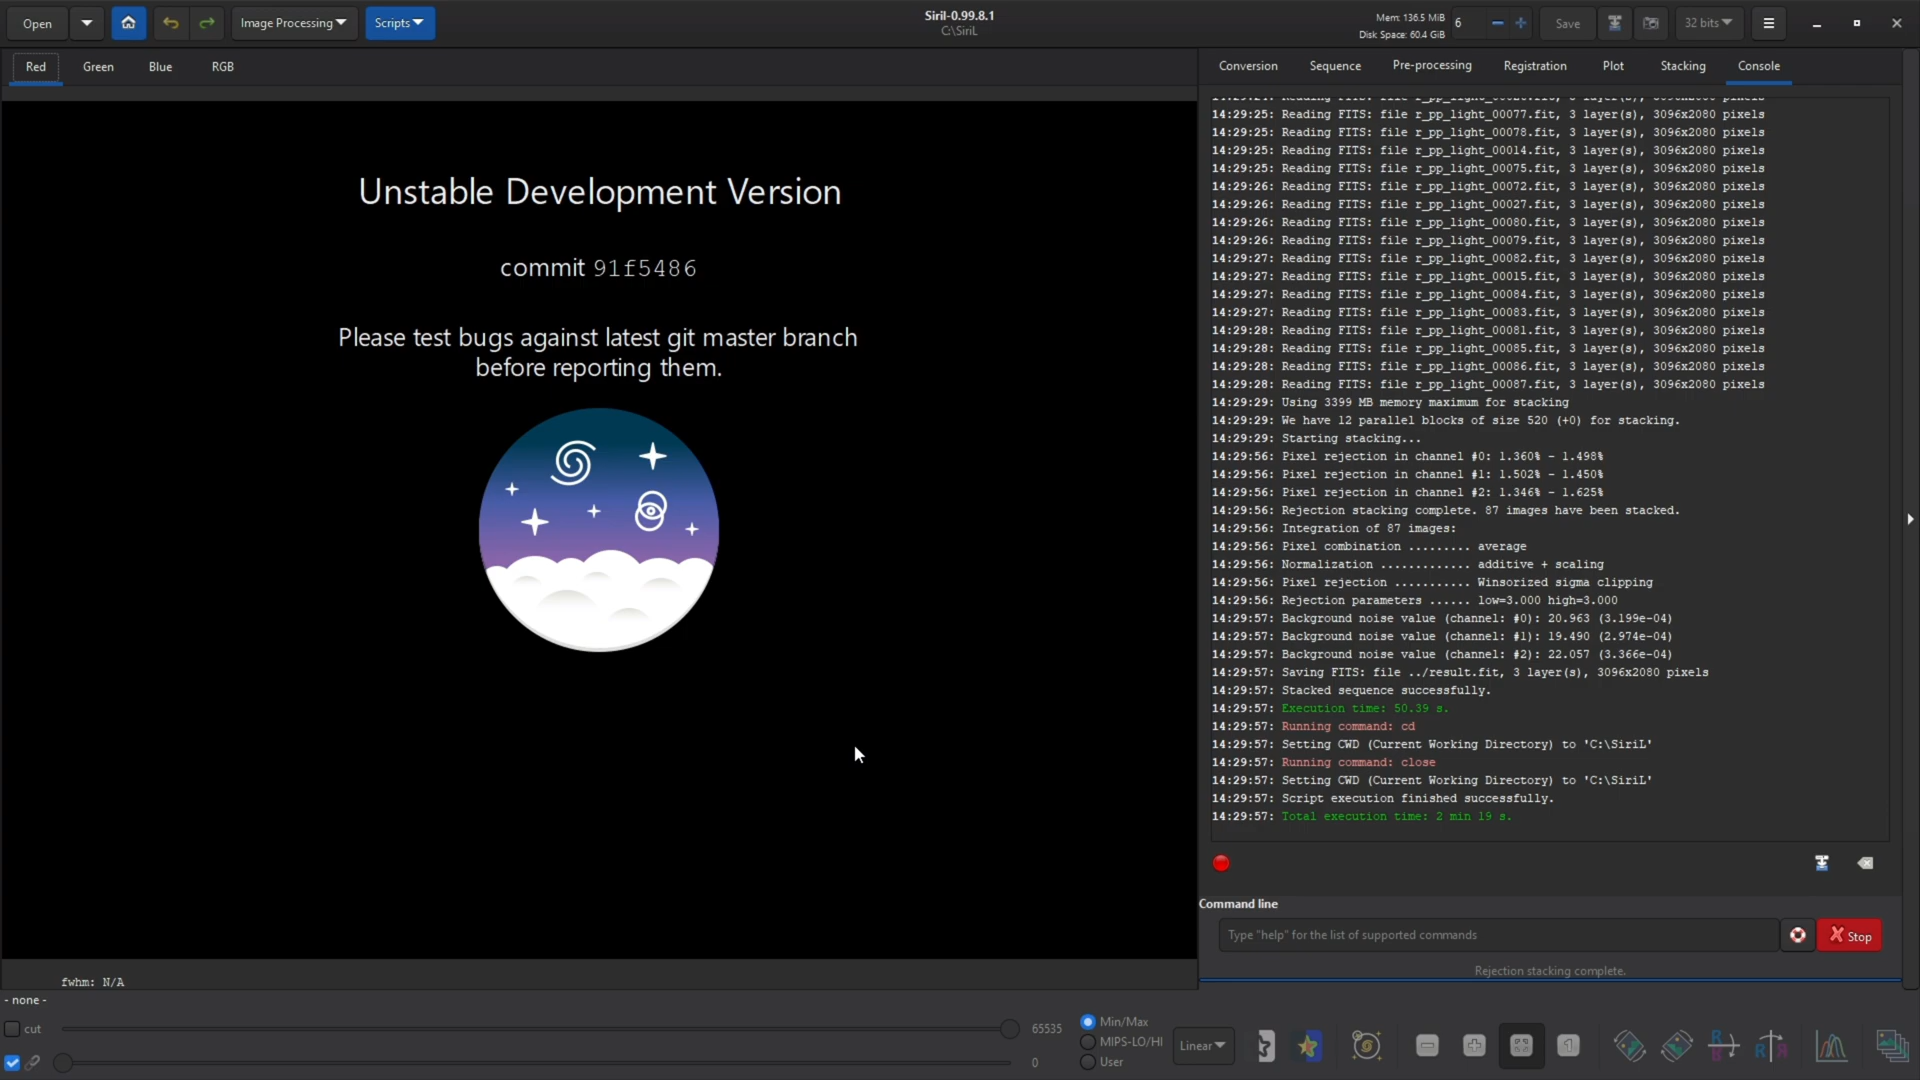 Open
Image Processing
Scripts
Siril-0.99.8.1
C:\SiriL
Mem: 136.5 MiB
Disk Space: 60.4 GiB
6
Save
32 bits
Red
Green
Blue
RGB
Conversion
Sequence
Pre-processing
Registration
Plot
Stacking
Console
Unstable Development Version
commit 91f5486
Please test bugs against latest git master branch
before reporting them.
14:29:25: Reading FITS: file r_pp_light_00077.fit, 3 layer(s), 3096x2080 pixels
14:29:25: Reading FITS: file r_pp_light_00078.fit, 3 layer(s), 3096x2080 pixels
14:29:25: Reading FITS: file r_pp_light_00014.fit, 3 layer(s), 3096x2080 pixels
14:29:25: Reading FITS: file r_pp_light_00075.fit, 3 layer(s), 3096x2080 pixels
14:29:26: Reading FITS: file r_pp_light_00072.fit, 3 layer(s), 3096x2080 pixels
14:29:26: Reading FITS: file r_pp_light_00027.fit, 3 layer(s), 3096x2080 pixels
14:29:26: Reading FITS: file r_pp_light_00080.fit, 3 layer(s), 3096x2080 pixels
14:29:26: Reading FITS: file r_pp_light_00079.fit, 3 layer(s), 3096x2080 pixels
14:29:27: Reading FITS: file r_pp_light_00082.fit, 3 layer(s), 3096x2080 pixels
14:29:27: Reading FITS: file r_pp_light_00015.fit, 3 layer(s), 3096x2080 pixels
14:29:27: Reading FITS: file r_pp_light_00084.fit, 3 layer(s), 3096x2080 pixels
14:29:27: Reading FITS: file r_pp_light_00083.fit, 3 layer(s), 3096x2080 pixels
14:29:28: Reading FITS: file r_pp_light_00081.fit, 3 layer(s), 3096x2080 pixels
14:29:28: Reading FITS: file r_pp_light_00085.fit, 3 layer(s), 3096x2080 pixels
14:29:28: Reading FITS: file r_pp_light_00086.fit, 3 layer(s), 3096x2080 pixels
14:29:28: Reading FITS: file r_pp_light_00087.fit, 3 layer(s), 3096x2080 pixels
14:29:29: Using 3399 MB memory maximum for stacking
14:29:29: We have 12 parallel blocks of size 520 (+0) for stacking.
14:29:29: Starting stacking...
14:29:56: Pixel rejection in channel #0: 1.360% - 1.498%
14:29:56: Pixel rejection in channel #1: 1.502% - 1.450%
14:29:56: Pixel rejection in channel #2: 1.346% - 1.625%
14:29:56: Rejection stacking complete. 87 images have been stacked.
14:29:56: Integration of 87 images:
14:29:56: Pixel combination ......... average
14:29:56: Normalization ............. additive + scaling
14:29:56: Pixel rejection ........... Winsorized sigma clipping
14:29:56: Rejection parameters ...... low=3.000 high=3.000
14:29:57: Background noise value (channel: #0): 20.963 (3.199e-04)
14:29:57: Background noise value (channel: #1): 19.490 (2.974e-04)
14:29:57: Background noise value (channel: #2): 22.057 (3.366e-04)
14:29:57: Saving FITS: file ../result.fit, 3 layer(s), 3096x2080 pixels
14:29:57: Stacked sequence successfully.
14:29:57: Execution time: 50.39 s.
14:29:57: Running command: cd
14:29:57: Setting CWD (Current Working Directory) to 'C:\SiriL'
14:29:57: Running command: close
14:29:57: Setting CWD (Current Working Directory) to 'C:\SiriL'
14:29:57: Script execution finished successfully.
14:29:57: Total execution time: 2 min 19 s.
Command line
Type "help" for the list of supported commands
Stop
Rejection stacking complete.
fwhm: N/A
- none -
cut
65535
0
Min/Max
MIPS-LO/HI
User
Linear